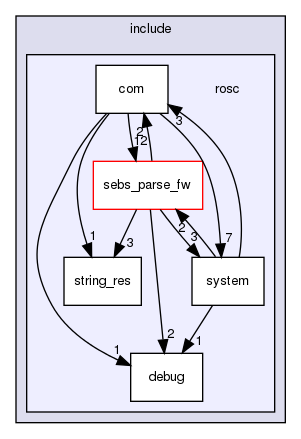 include
com
rosc
2
3
12
sebs_parse_fw
1
3
2
3
7
string_res
system
2
1
1
debug